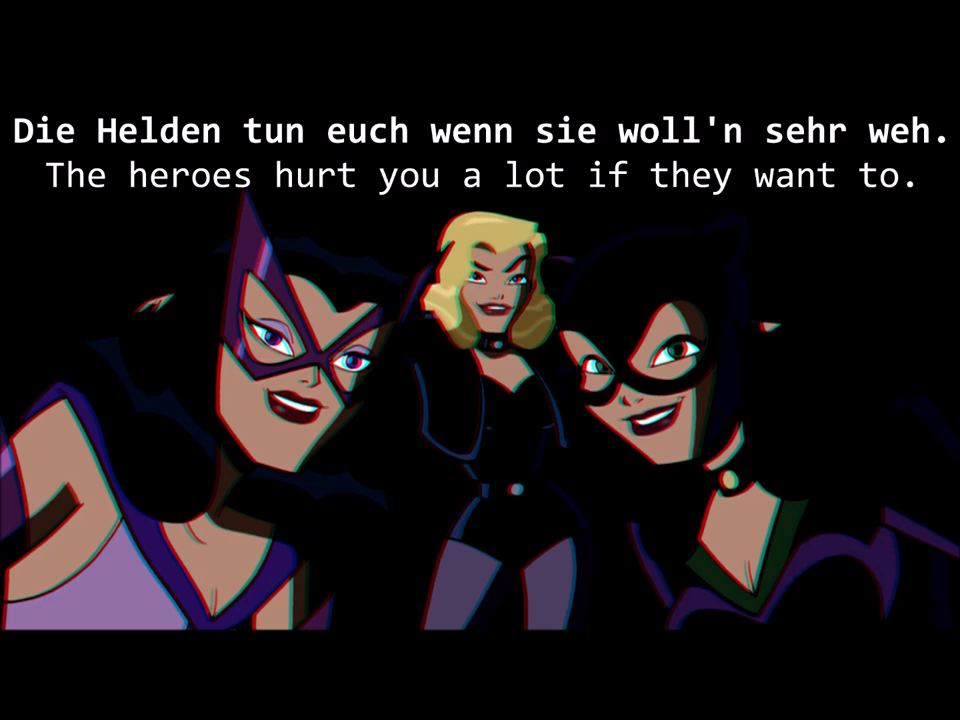 Die Helden tun euch wenn sie woll'n sehr weh.
The heroes hurt you a lot if they want to.